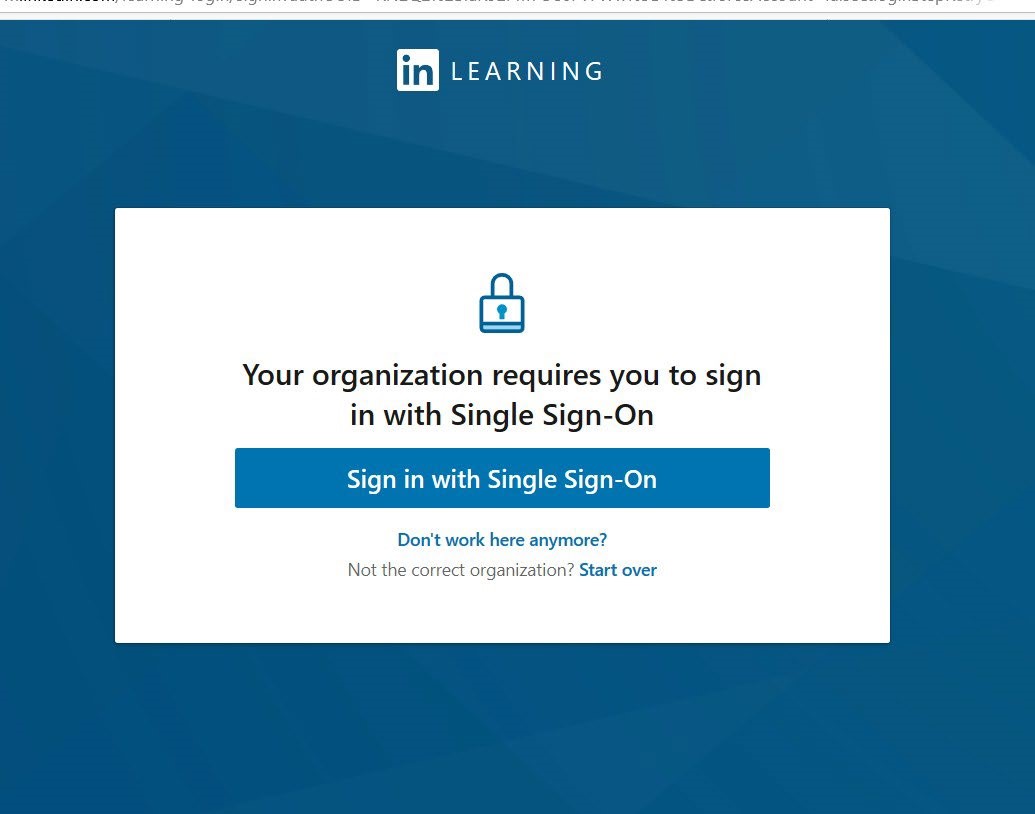 in LEARNING
Your organization requires you to sign
in with Single Sign-On
Sign in with Single Sign-On
Don't work here anymore?
Not the correct organization? Start over